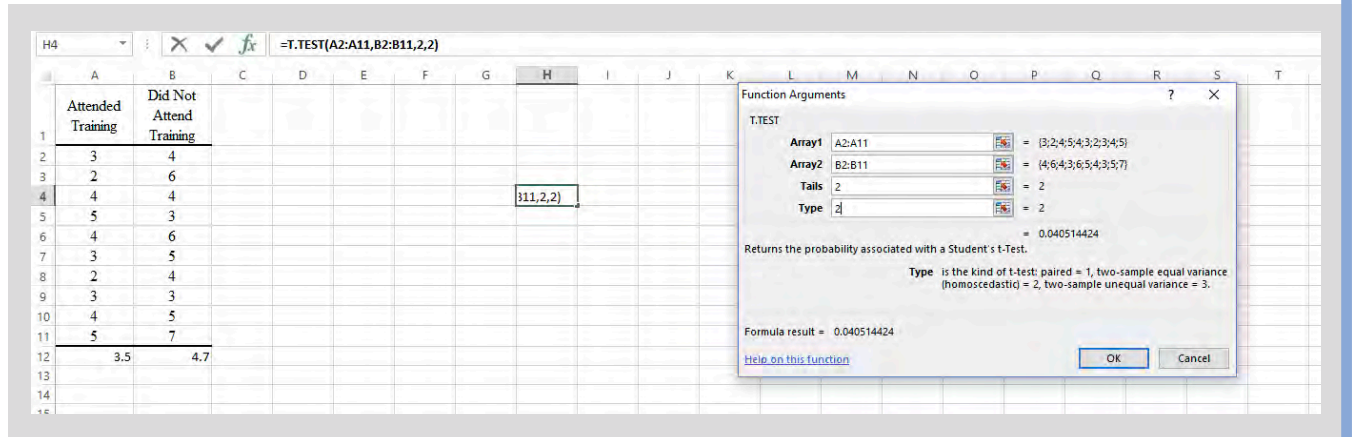 H4 fx =T.TEST(A2:A11,B2:B11,2,2)
A B C D E F G H I J K L M N O P Q R S T
1 Attended Training Did Not Attend Training
2 3 4
3 2 6
4 4 4 B11,2,2)
5 5 3
6 4 6
7 3 5
8 2 4
9 3 3
10 4 5
11 5 7
12 3.5 4.7
13
14
15
Function Arguments ? X
T.TEST
Array1 A2:A11 = {3;2;4;5;4;3;2;3;4;5}
Array2 B2:B11 = {4;6;4;3;6;5;4;3;5;7}
Tails 2 = 2
Type 2 = 2
= 0.040514424
Returns the probability associated with a Student's t-Test.
Type is the kind of t-test: paired = 1, two-sample equal variance
(homoscedastic) = 2, two-sample unequal variance = 3.
Formula result = 0.040514424
Help on this function OK Cancel